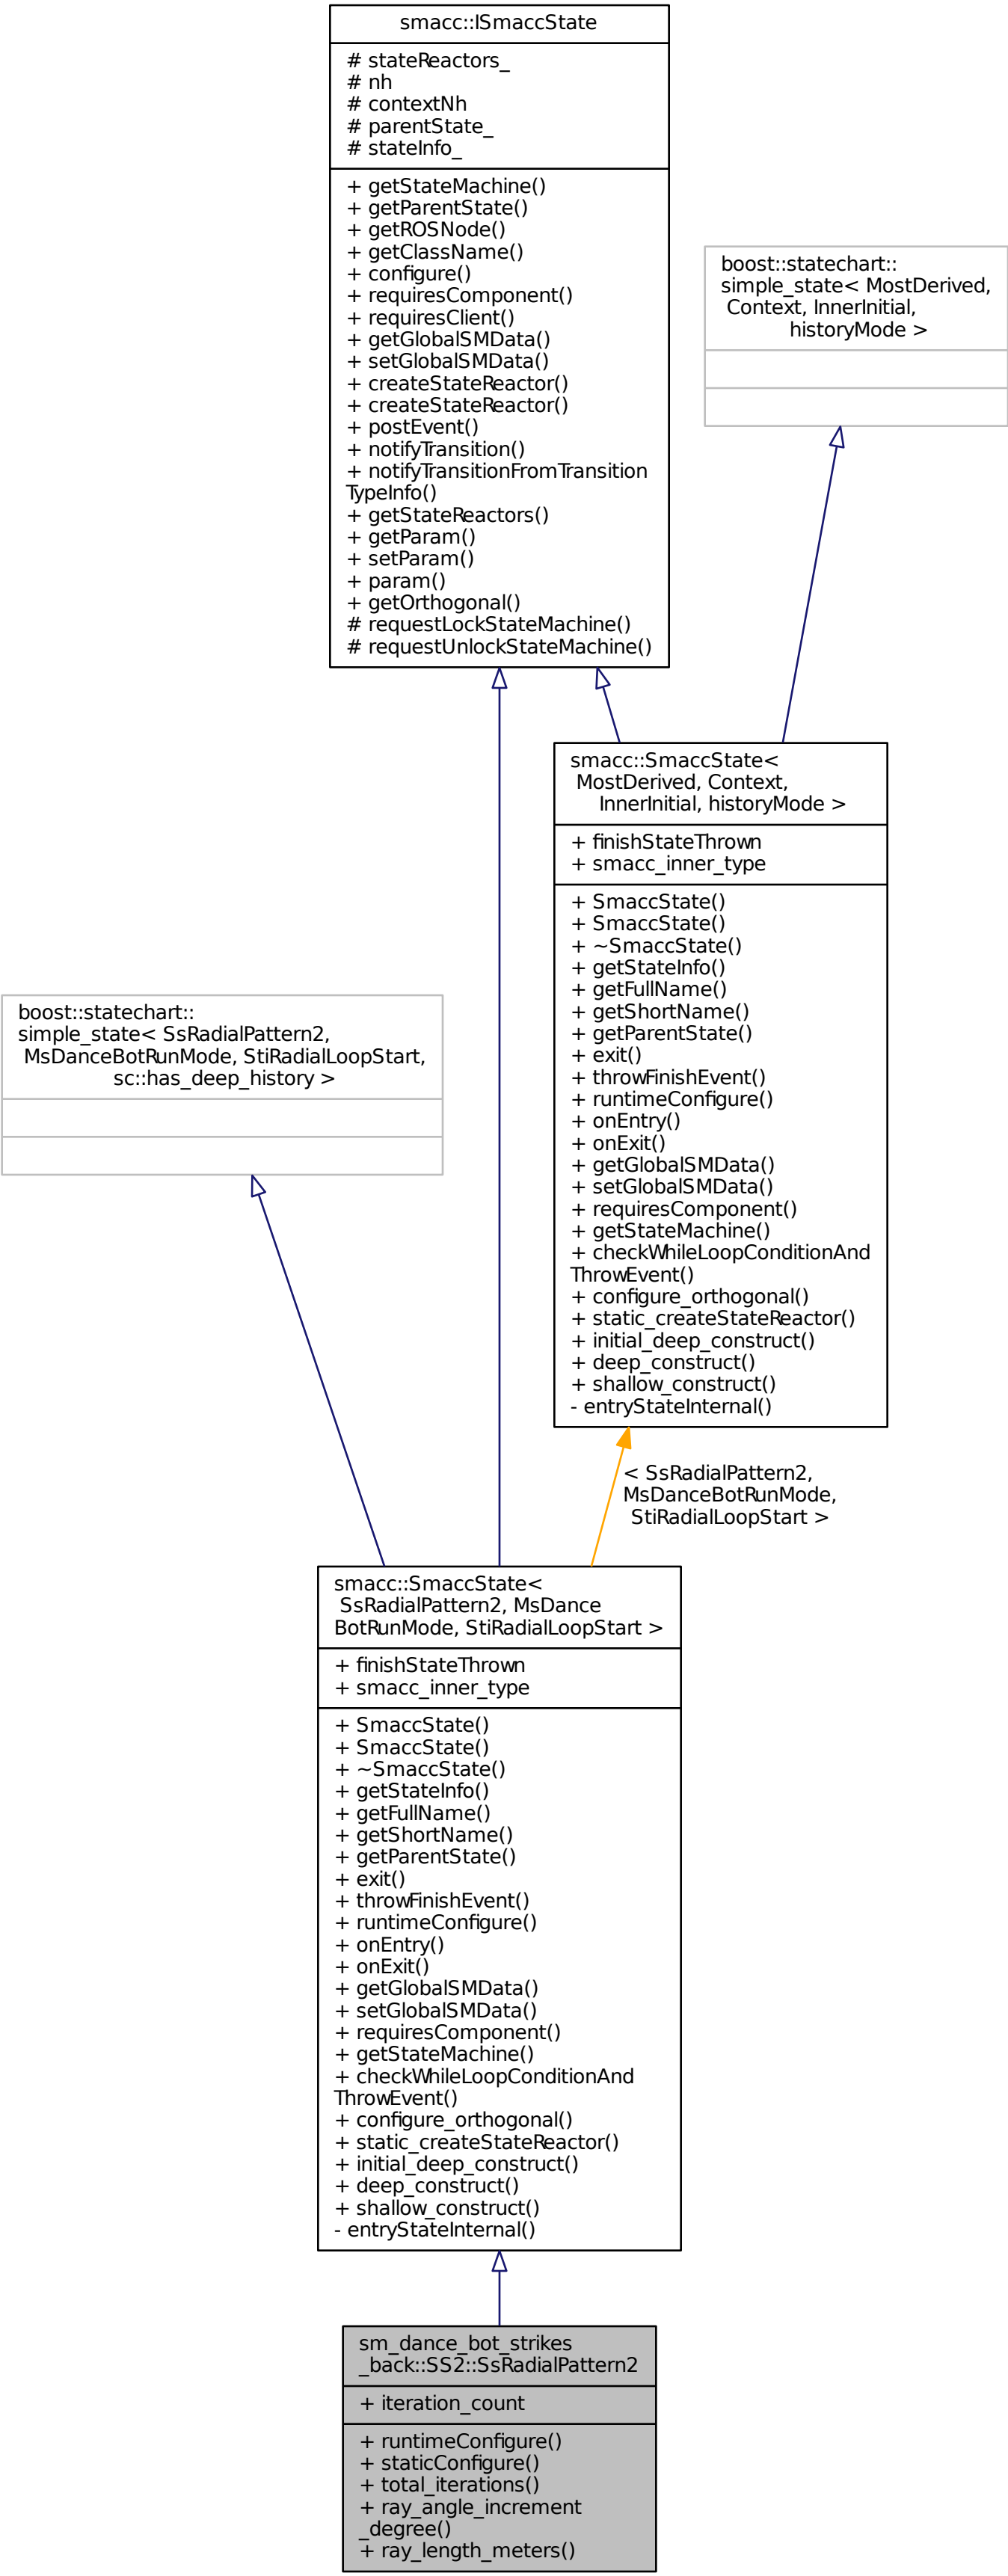 smacc::ISmaccState
# stateReactors_
# nh
# contextNh
# parentState_
# stateInfo_
+ getStateMachine()
+ getParentState()
+ getROSNode()
+ getClassName()
+ configure()
+ requiresComponent()
+ requiresClient()
+ getGlobalSMData()
+ setGlobalSMData()
+ createStateReactor()
+ createStateReactor()
+ postEvent()
+ notifyTransition()
+ notifyTransitionFromTransition
TypeInfo()
+ getStateReactors()
+ getParam()
+ setParam()
+ param()
+ getOrthogonal()
# requestLockStateMachine()
# requestUnlockStateMachine()
boost::statechart::
simple_state< MostDerived,
Context, InnerInitial,
historyMode >
smacc::SmaccState<
MostDerived, Context,
InnerInitial, historyMode >
+ finishStateThrown
+ smacc_inner_type
+ SmaccState()
+ SmaccState()
+ ~SmaccState()
+ getStateInfo()
+ getFullName()
+ getShortName()
+ getParentState()
+ exit()
+ throwFinishEvent()
+ runtimeConfigure()
+ onEntry()
+ onExit()
+ getGlobalSMData()
+ setGlobalSMData()
+ requiresComponent()
+ getStateMachine()
+ checkWhileLoopConditionAnd
ThrowEvent()
+ configure_orthogonal()
+ static_createStateReactor()
+ initial_deep_construct()
+ deep_construct()
+ shallow_construct()
- entryStateInternal()
boost::statechart::
simple_state< SsRadialPattern2,
MsDanceBotRunMode, StiRadialLoopStart,
sc::has_deep_history >
< SsRadialPattern2,
MsDanceBotRunMode,
StiRadialLoopStart >
smacc::SmaccState<
SsRadialPattern2, MsDance
BotRunMode, StiRadialLoopStart >
+ finishStateThrown
+ smacc_inner_type
+ SmaccState()
+ SmaccState()
+ ~SmaccState()
+ getStateInfo()
+ getFullName()
+ getShortName()
+ getParentState()
+ exit()
+ throwFinishEvent()
+ runtimeConfigure()
+ onEntry()
+ onExit()
+ getGlobalSMData()
+ setGlobalSMData()
+ requiresComponent()
+ getStateMachine()
+ checkWhileLoopConditionAnd
ThrowEvent()
+ configure_orthogonal()
+ static_createStateReactor()
+ initial_deep_construct()
+ deep_construct()
+ shallow_construct()
- entryStateInternal()
sm_dance_bot_strikes
_back::SS2::SsRadialPattern2
+ iteration_count
+ runtimeConfigure()
+ staticConfigure()
+ total_iterations()
+ ray_angle_increment
_degree()
+ ray_length_meters()